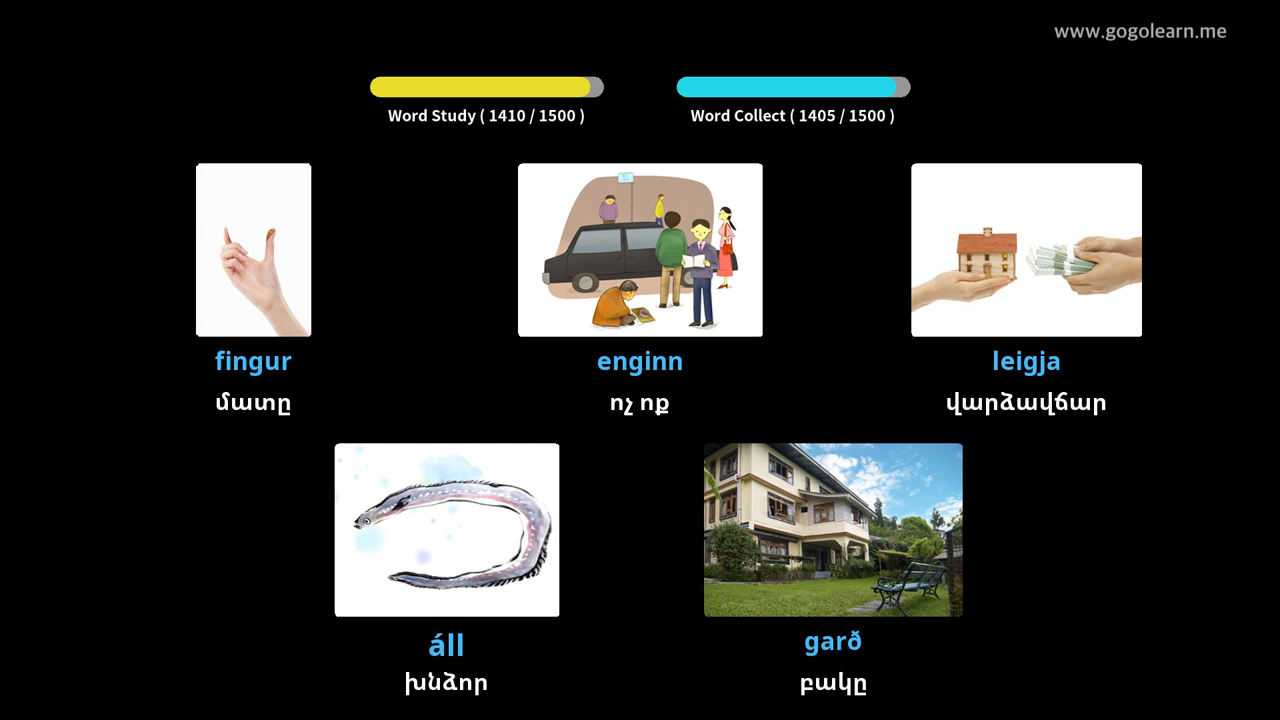 www.gogolearn.me
Word Study ( 1410 / 1500 )
Word Collect ( 1405 / 1500 )
fingur
enginn
leigja
մատը
ոչ ոք
վարձավճար
áll
garð
խնձոր
բակը